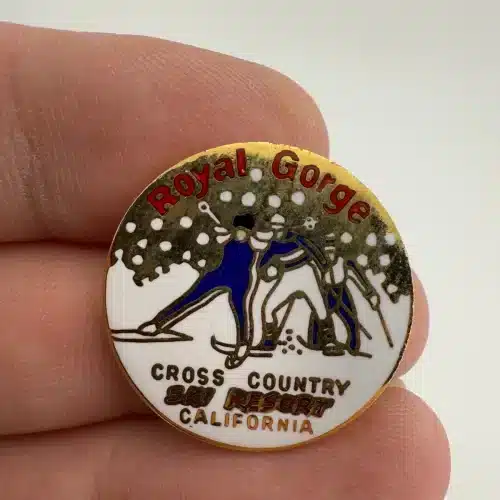 Royal Gorge
CROSS COUNTRY
SKI RESORT
CALIFORNIA